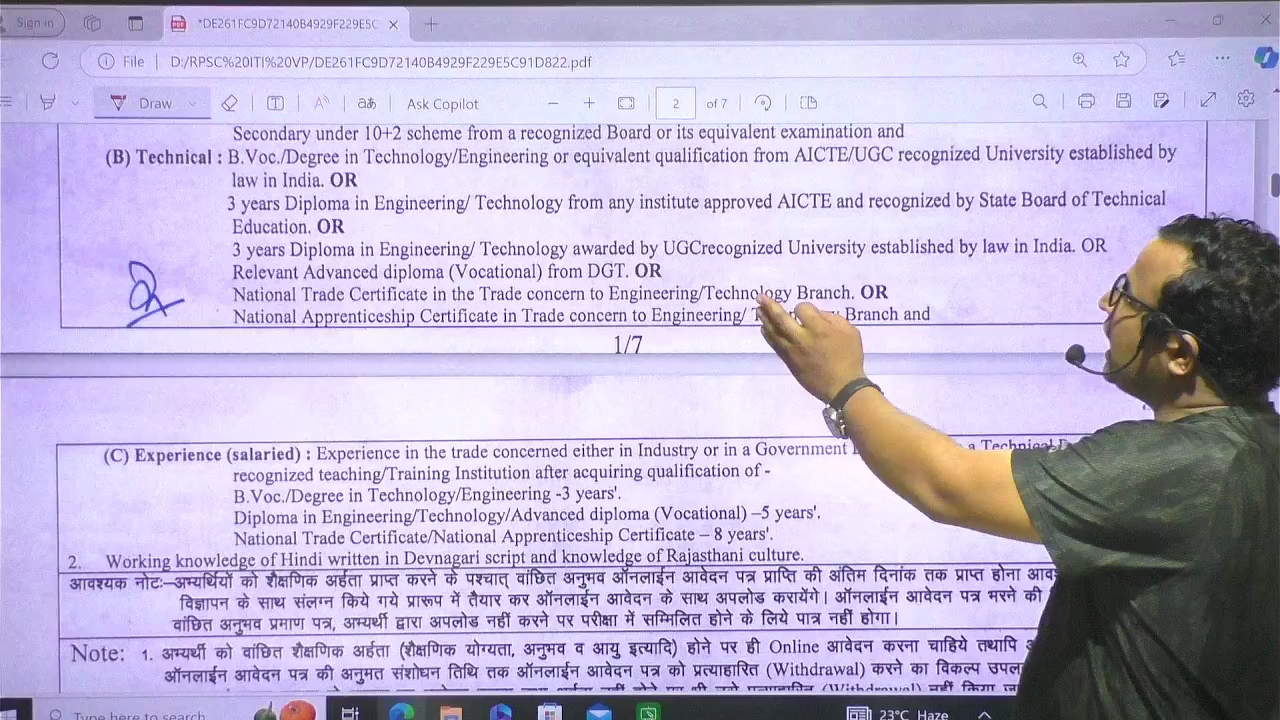 Sign in
*DE261FC9D72140B4929F229E5C
File D:/RPSC%20ITI%20VP/DE261FC9D72140B4929F229E5C91D822.pdf
Draw
Ask Copilot
2 of 7
Secondary under 10+2 scheme from a recognized Board or its equivalent examination and
(B) Technical : B.Voc./Degree in Technology/Engineering or equivalent qualification from AICTE/UGC recognized University established by
law in India. OR
3 years Diploma in Engineering/ Technology from any institute approved AICTE and recognized by State Board of Technical
Education. OR
3 years Diploma in Engineering/ Technology awarded by UGCrecognized University established by law in India. OR
Relevant Advanced diploma (Vocational) from DGT. OR
National Trade Certificate in the Trade concern to Engineering/Technology Branch. OR
National Apprenticeship Certificate in Trade concern to Engineering/ Branch and
1/7
(C) Experience (salaried) : Experience in the trade concerned either in Industry or in a Government a Technical
recognized teaching/Training Institution after acquiring qualification of -
B.Voc./Degree in Technology/Engineering -3 years'.
Diploma in Engineering/Technology/Advanced diploma (Vocational) –5 years'.
National Trade Certificate/National Apprenticeship Certificate – 8 years'.
2. Working knowledge of Hindi written in Devnagari script and knowledge of Rajasthani culture.
आवश्यक नोटः–अभ्यर्थियों को शैक्षणिक अर्हता प्राप्त करने के पश्चात् वांछित अनुभव ऑनलाईन आवेदन पत्र प्राप्ति की अंतिम दिनांक तक प्राप्त होना
विज्ञापन के साथ संलग्न किये गये प्रारूप में तैयार कर ऑनलाईन आवेदन के साथ अपलोड करायेंगे। ऑनलाईन आवेदन पत्र भरने की
वांछित अनुभव प्रमाण पत्र, अभ्यर्थी द्वारा अपलोड नहीं करने पर परीक्षा में सम्मिलित होने के लिये पात्र नहीं होगा।
Note: 1. अभ्यर्थी को वांछित शैक्षणिक अर्हता (शैक्षणिक योग्यता, अनुभव व आयु इत्यादि) होने पर ही Online आवेदन करना चाहिये तथापि
ऑनलाईन आवेदन पत्र की अनुमत संशोधन तिथि तक ऑनलाईन आवेदन पत्र को प्रत्याहारित (Withdrawal) करने का विकल्प
Type here to search
23°C Haze